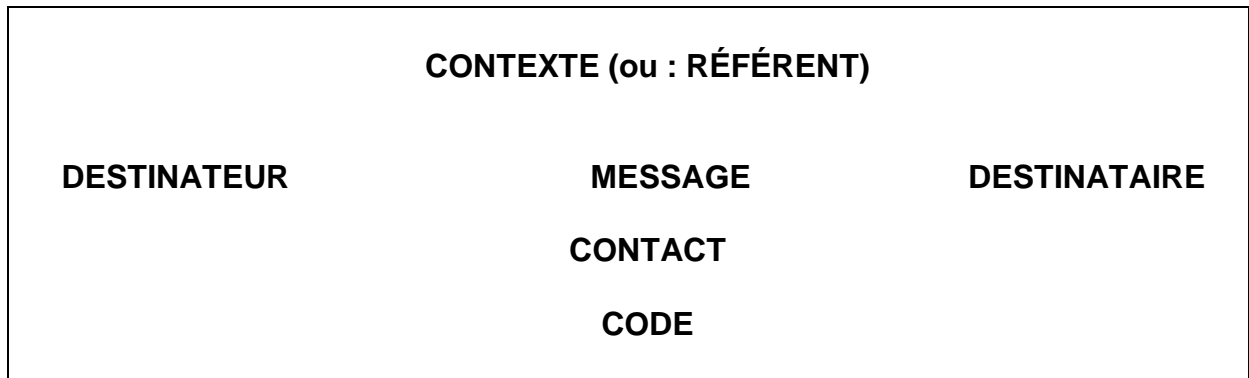 CONTEXTE (ou : RÉFÉRENT)
DESTINATEUR MESSAGE DESTINATAIRE
CONTACT
CODE